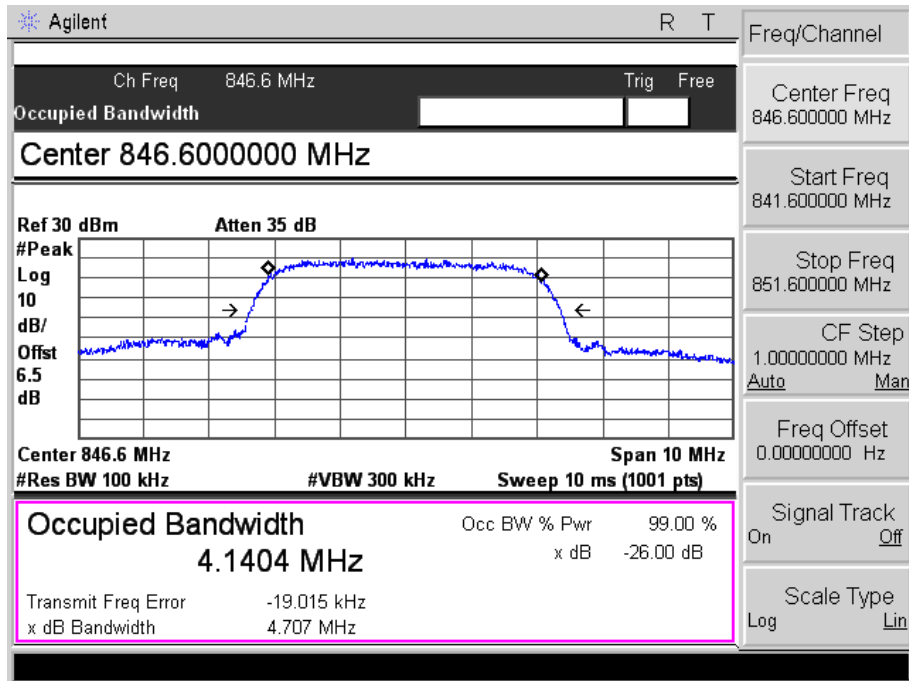 Agilent R T
Freq/Channel
Ch Freq 846.6 MHz Trig Free
Occupied Bandwidth
Center 846.6000000 MHz
Ref 30 dBm Atten 35 dB
#Peak
Log
10
dB/
Offst
6.5
dB
Center 846.6 MHz Span 10 MHz
#Res BW 100 kHz #VBW 300 kHz Sweep 10 ms (1001 pts)
Occupied Bandwidth
4.1404 MHz
Occ BW % Pwr 99.00 %
x dB -26.00 dB
Transmit Freq Error -19.015 kHz
x dB Bandwidth 4.707 MHz
Center Freq
846.600000 MHz
Start Freq
841.600000 MHz
Stop Freq
851.600000 MHz
CF Step
1.00000000 MHz
Auto Man
Freq Offset
0.00000000 Hz
Signal Track
On Off
Scale Type
Log Lin